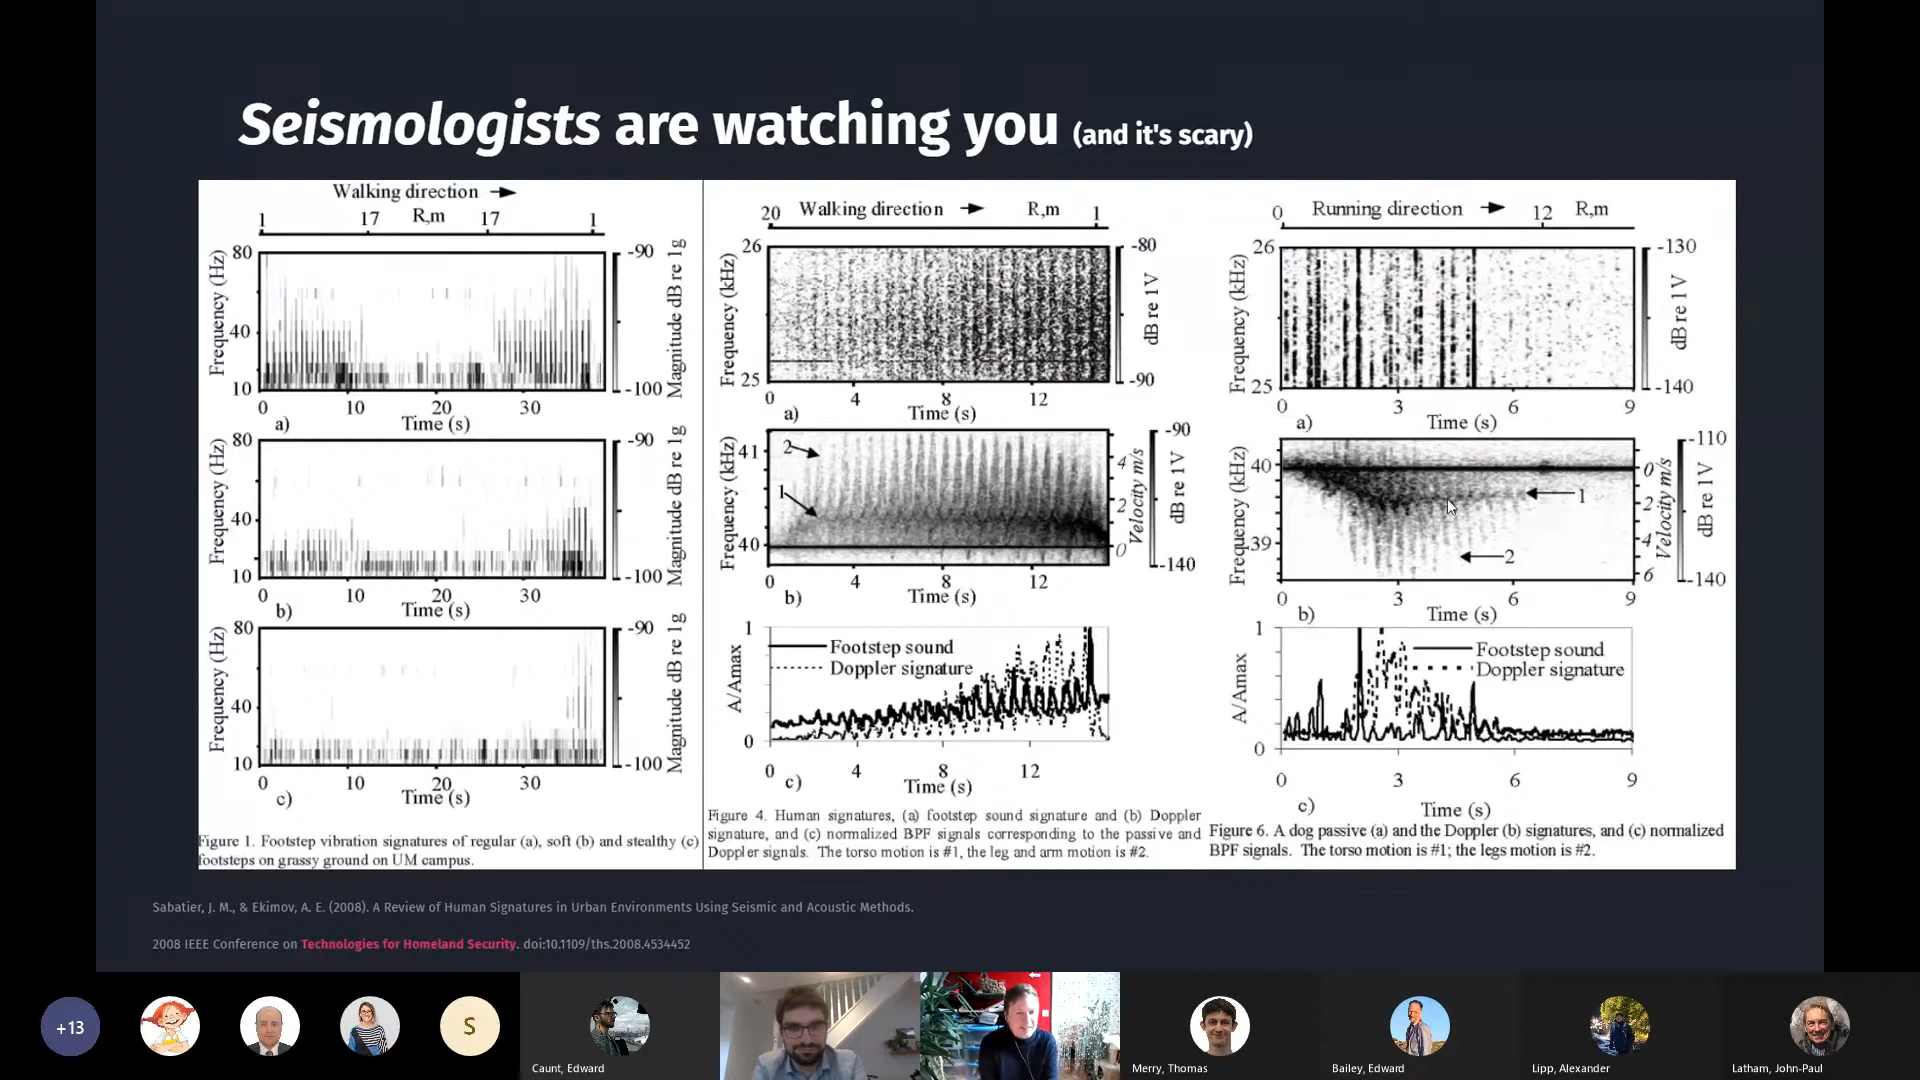 Seismologists are watching you (and it's scary)
Walking direction
1 17 R,m 17 1
80
40
10
Frequency (Hz)
-90
-100
Magnitude dB re 1g
0 10 20 30
a) Time (s)
80
40
10
Frequency (Hz)
-90
-100
Magnitude dB re 1g
0 10 20 30
b) Time (s)
80
40
10
Frequency (Hz)
-90
-100
Magnitude dB re 1g
0 10 20 30
c) Time (s)
Figure 1. Footstep vibration signatures of regular (a), soft (b) and stealthy (c)
footsteps on grassy ground on UM campus.
20 Walking direction R,m 1
26
25
Frequency (kHz)
-80
-90
dB re 1V
0 4 8 12
a) Time (s)
41
40
Frequency (kHz)
2
1
4
2
0
Velocity m/s
-90
-140
dB re 1V
0 4 8 12
b) Time (s)
1
0
A/Amax
Footstep sound
Doppler signature
0 4 8 12
c) Time (s)
Figure 4. Human signatures, (a) footstep sound signature and (b) Doppler
signature, and (c) normalized BPF signals corresponding to the passive and
Doppler signals. The torso motion is #1, the leg and arm motion is #2.
0 Running direction 12 R,m
26
25
Frequency (kHz)
-130
-140
dB re 1V
0 3 6 9
a) Time (s)
40
39
Frequency (kHz)
1
2
0
2
4
6
Velocity m/s
-110
-140
dB re 1V
0 3 6 9
b) Time (s)
1
0
A/Amax
Footstep sound
Doppler signature
0 3 6 9
c) Time (s)
Figure 6. A dog passive (a) and the Doppler (b) signatures, and (c) normalized
BPF signals. The torso motion is #1; the legs motion is #2.
Sabatier, J. M., & Ekimov, A. E. (2008). A Review of Human Signatures in Urban Environments Using Seismic and Acoustic Methods.
2008 IEEE Conference on Technologies for Homeland Security. doi:10.1109/ths.2008.4534452
+13
S
Caunt, Edward
Merry, Thomas
Bailey, Edward
Lipp, Alexander
Latham, John-Paul